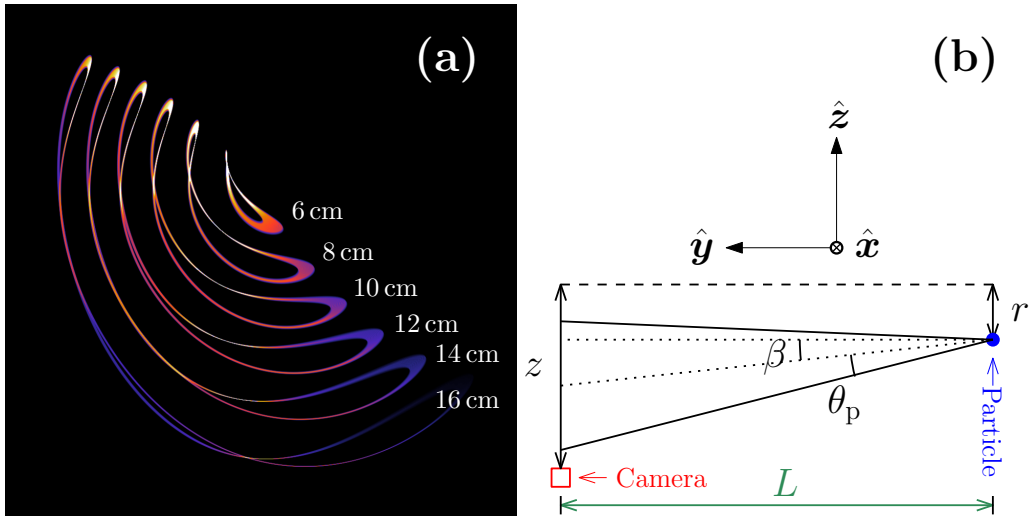 (a)
6 cm
8 cm
10 cm
12 cm
14 cm
16 cm
(b)
ẑ
ŷ
x̂
r
z
β
θp
Particle
Camera
L